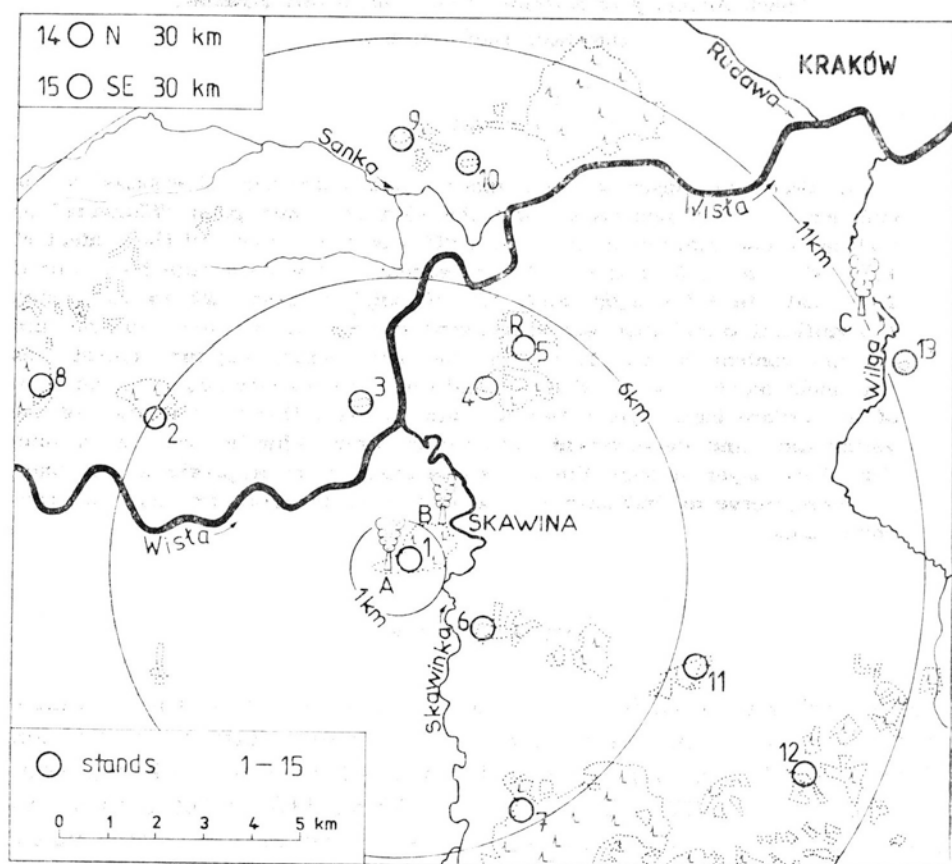 14 N 30 km
15 SE 30 km
KRAKÓW
Rudawa
9
Sanka
10
Wisła
11km
C
Wilga
13
R
5
8
3
4
6km
2
B
SKAWINA
Wisła
1
A
1km
6
Skawinka
11
12
7
stands 1-15
0 1 2 3 4 5 km